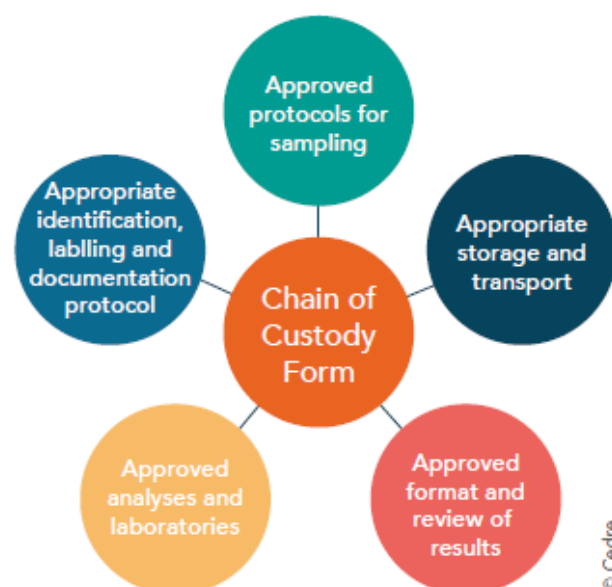 Approved
protocols for
sampling
Appropriate
identification,
lablling and
documentation
protocol
Appropriate
storage and
transport
Chain of
Custody
Form
Approved
analyses and
laboratories
Approved
format and
review of
results
© Cedre